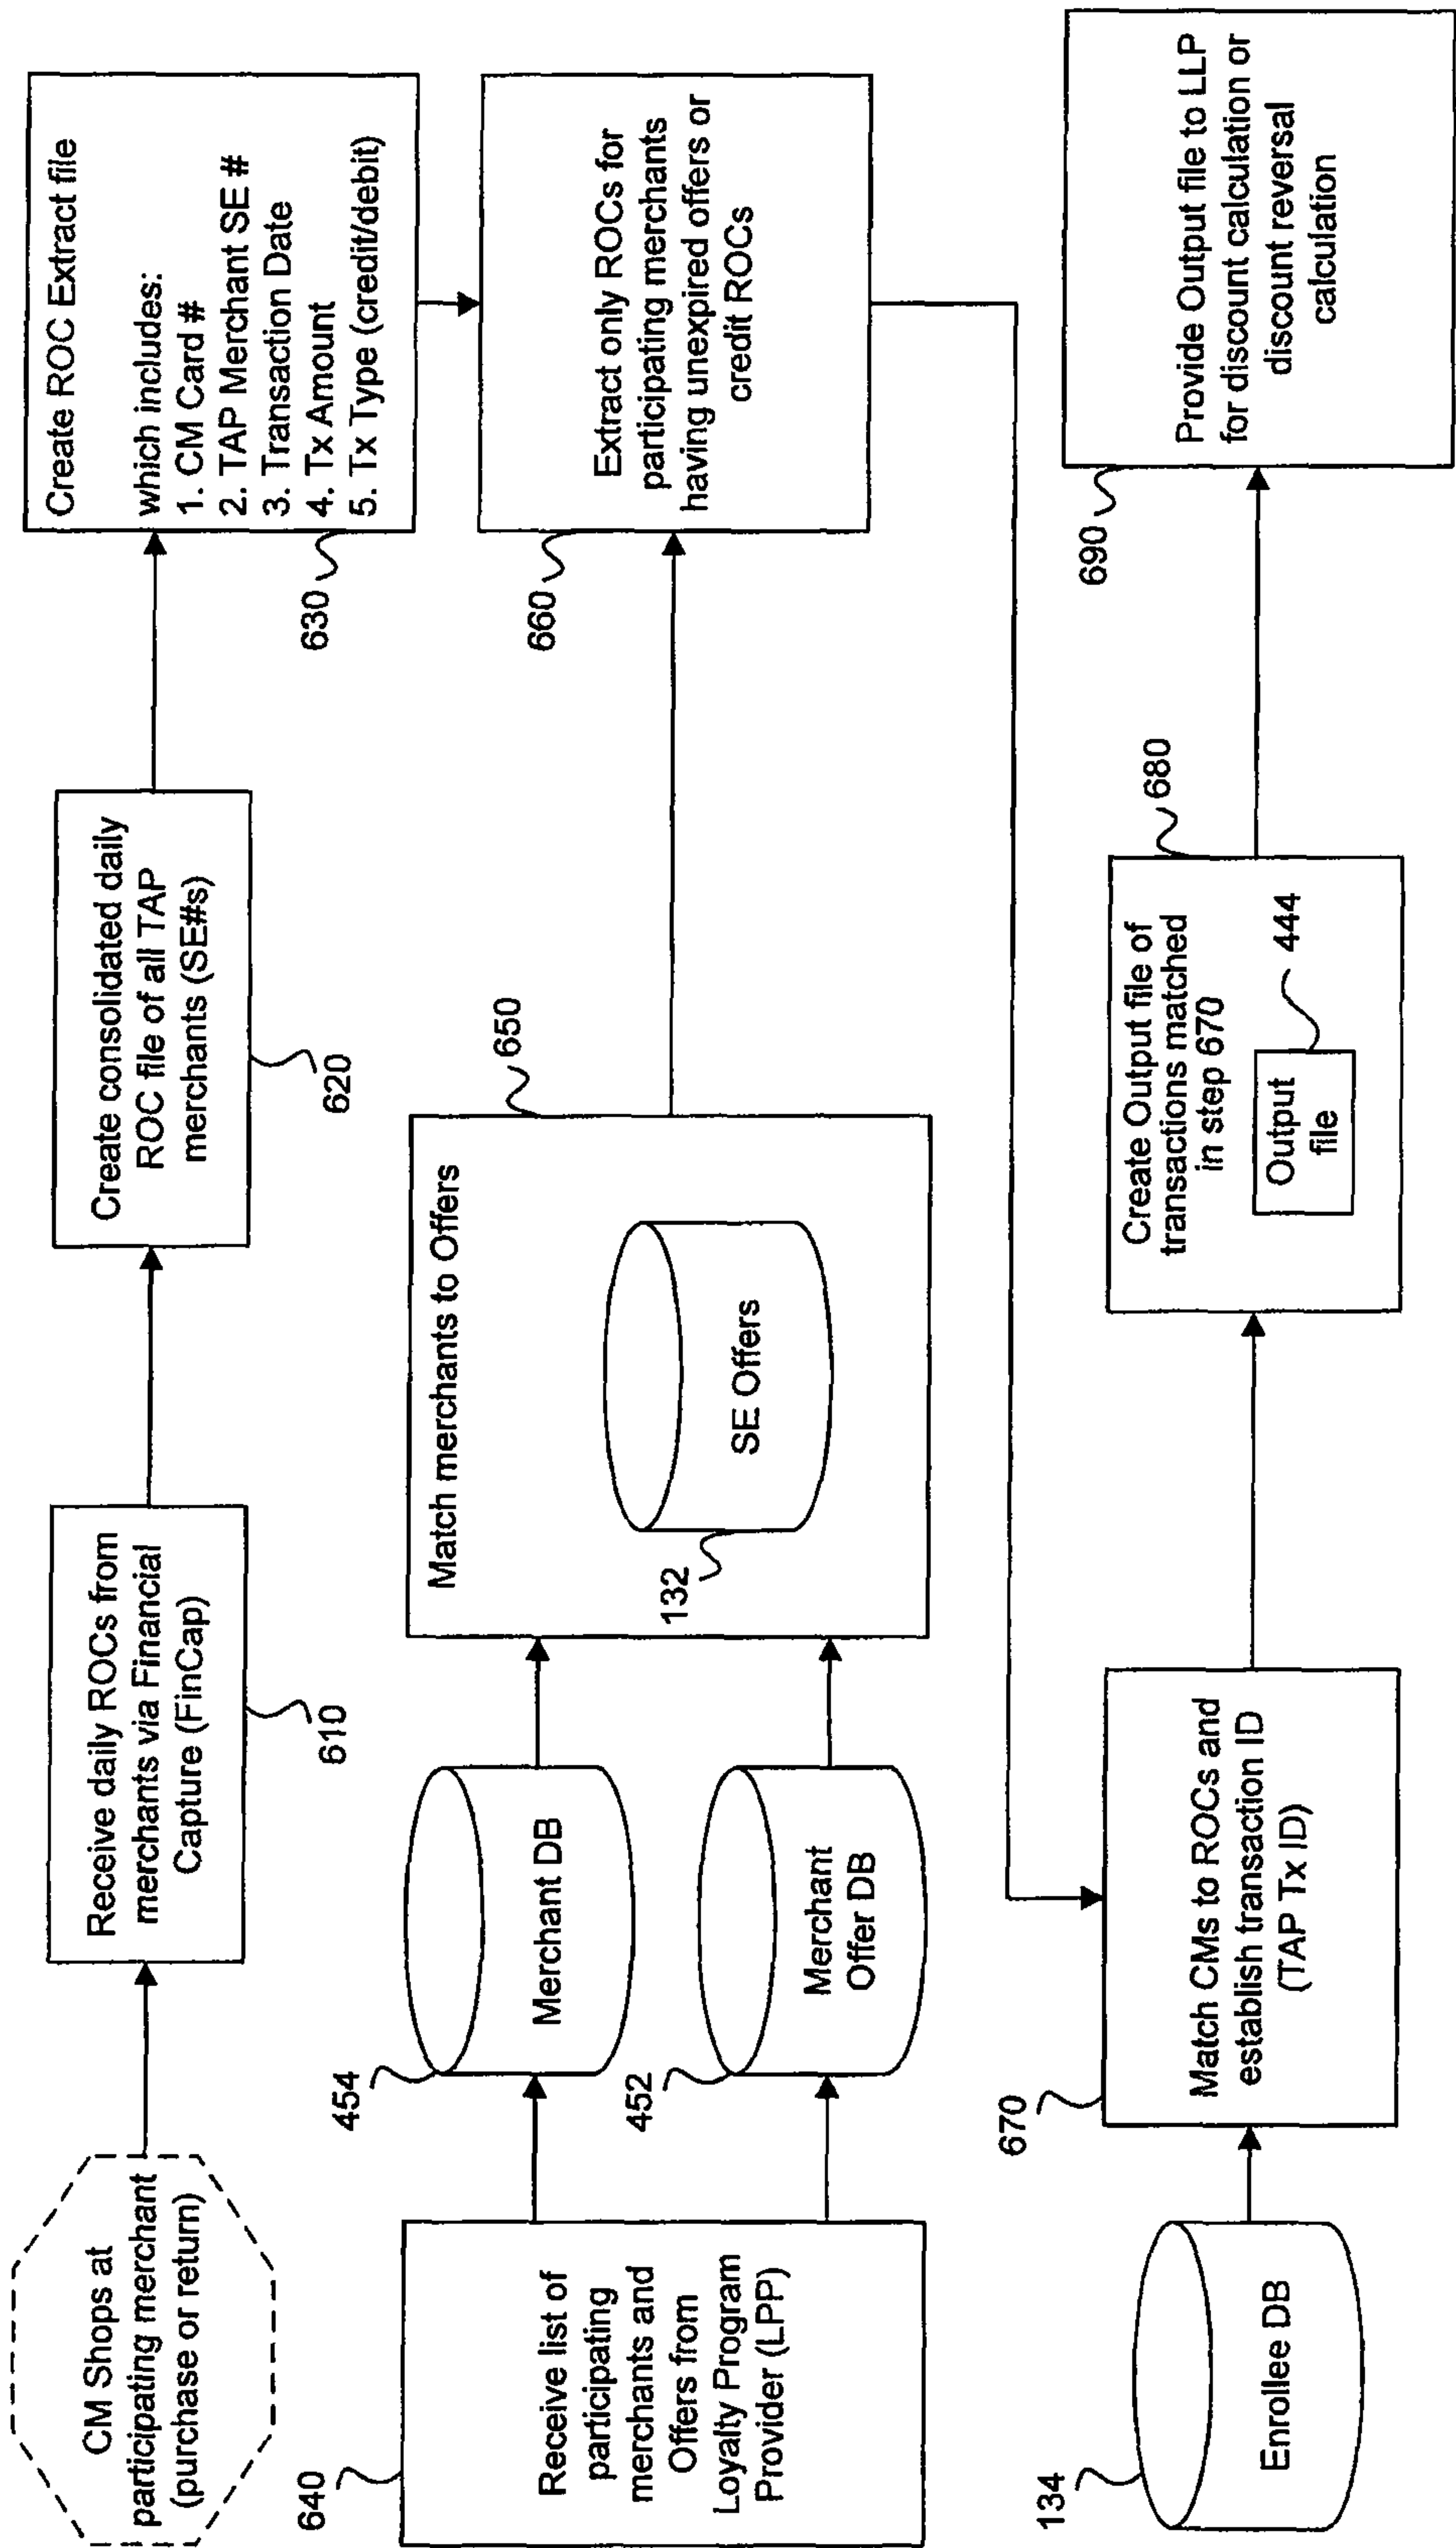 CM Shops at
participating merchant
(purchase or return)
Receive daily ROCs from
merchants via Financial
Capture (FinCap)
610
Create consolidated daily
ROC file of all TAP
merchants (SE#s)
620
Create ROC Extract file
which includes:
1. CM Card #
2. TAP Merchant SE #
3. Transaction Date
4. Tx Amount
5. Tx Type (credit/debit)
630
640
Receive list of
participating
merchants and
Offers from
Loyalty Program
Provider (LPP)
454
Merchant DB
452
Merchant
Offer DB
650
Match merchants to Offers
SE Offers
132
660
Extract only ROCs for
participating merchants
having unexpired offers or
credit ROCs
134
Enrollee DB
670
Match CMs to ROCs and
establish transaction ID
(TAP Tx ID)
680
Create Output file of
transactions matched
in step 670
Output
file
444
690
Provide Output file to LLP
for discount calculation or
discount reversal
calculation